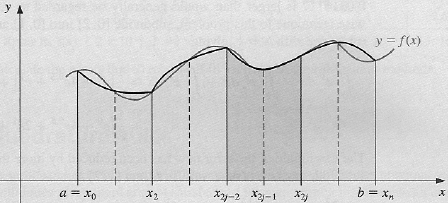 y
y = f(x)
a = x₀ x₂ x₂ⱼ₋₂ x₂ⱼ₋₁ x₂ⱼ b = xₙ x